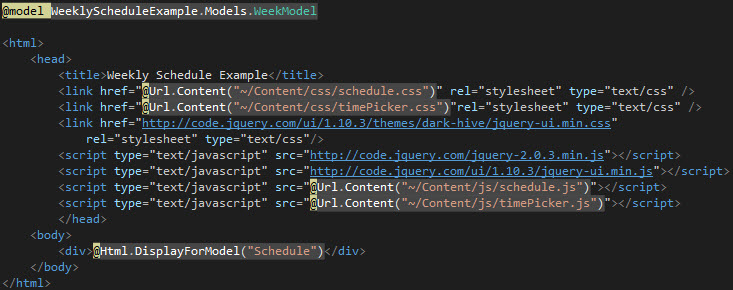 @model WeeklyScheduleExample.Models.WeekModel
<html>
<head>
<title>Weekly Schedule Example</title>
<link href="@Url.Content("~/Content/css/schedule.css")" rel="stylesheet" type="text/css" />
<link href="@Url.Content("~/Content/css/timePicker.css")"rel="stylesheet" type="text/css" />
<link href="http://code.jquery.com/ui/1.10.3/themes/dark-hive/jquery-ui.min.css"
rel="stylesheet" type="text/css"/>
<script type="text/javascript" src="http://code.jquery.com/jquery-2.0.3.min.js"></script>
<script type="text/javascript" src="http://code.jquery.com/ui/1.10.3/jquery-ui.min.js"></script>
<script type="text/javascript" src="@Url.Content("~/Content/js/schedule.js")"></script>
<script type="text/javascript" src="@Url.Content("~/Content/js/timePicker.js")"></script>
</head>
<body>
<div>@Html.DisplayForModel("Schedule")</div>
</body>
</html>